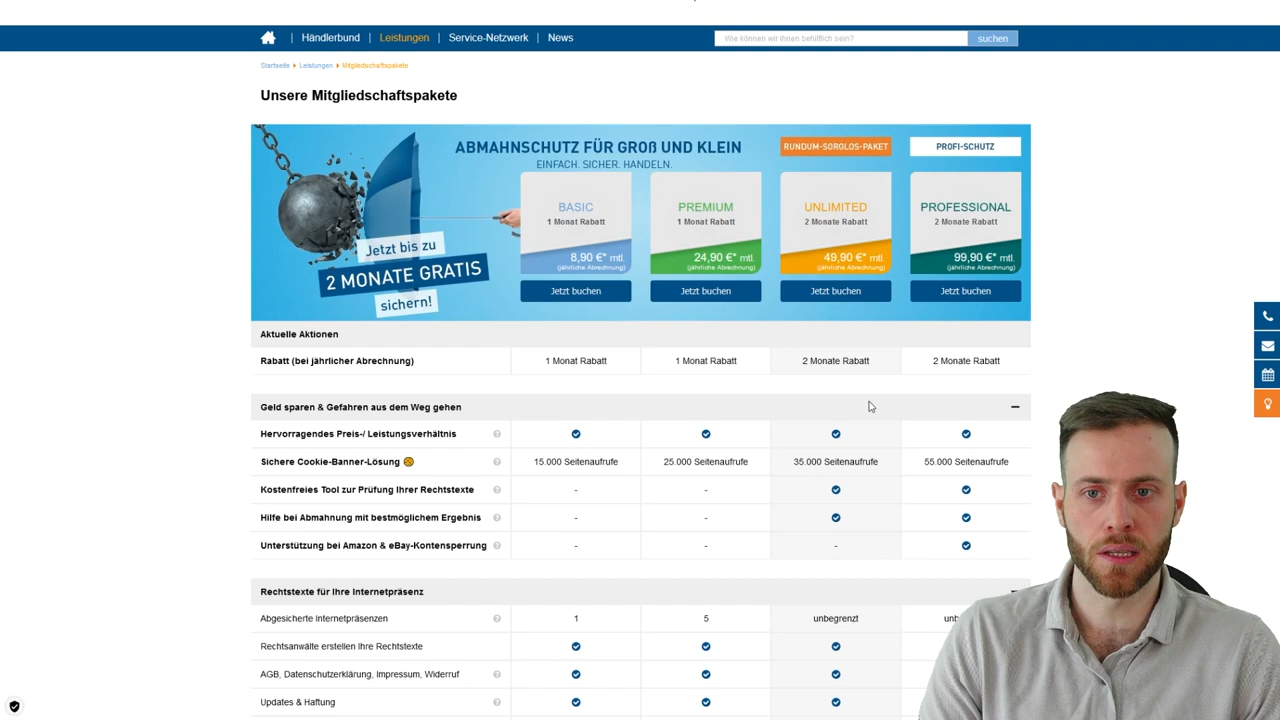 Händlerbund | Leistungen | Service-Netzwerk | News
Wie können wir Ihnen behilflich sein? suchen
Startseite Leistungen Mitgliedschaftspakete
Unsere Mitgliedschaftspakete
ABMAHNSCHUTZ FÜR GROß UND KLEIN
EINFACH. SICHER. HANDELN.
Jetzt bis zu
2 MONATE GRATIS
sichern!
BASIC
1 Monat Rabatt
8,90 €* mtl.
(jährliche Abrechnung)
Jetzt buchen
PREMIUM
1 Monat Rabatt
24,90 €* mtl.
(jährliche Abrechnung)
Jetzt buchen
RUNDUM-SORGLOS-PAKET
UNLIMITED
2 Monate Rabatt
49,90 €* mtl.
(jährliche Abrechnung)
Jetzt buchen
PROFI-SCHUTZ
PROFESSIONAL
2 Monate Rabatt
99,90 €* mtl.
(jährliche Abrechnung)
Jetzt buchen
Aktuelle Aktionen
Rabatt (bei jährlicher Abrechnung) 1 Monat Rabatt 1 Monat Rabatt 2 Monate Rabatt 2 Monate Rabatt
Geld sparen & Gefahren aus dem Weg gehen
Hervorragendes Preis-/ Leistungsverhältnis ?
Sichere Cookie-Banner-Lösung ? 15.000 Seitenaufrufe 25.000 Seitenaufrufe 35.000 Seitenaufrufe 55.000 Seitenaufrufe
Kostenfreies Tool zur Prüfung Ihrer Rechtstexte ? - -
Hilfe bei Abmahnung mit bestmöglichem Ergebnis ? - -
Unterstützung bei Amazon & eBay-Kontensperrung ? - - -
Rechtstexte für Ihre Internetpräsenz
Abgesicherte Internetpräsenzen ? 1 5 unbegrenzt
Rechtsanwälte erstellen Ihre Rechtstexte
AGB, Datenschutzerklärung, Impressum, Widerruf ?
Updates & Haftung ?